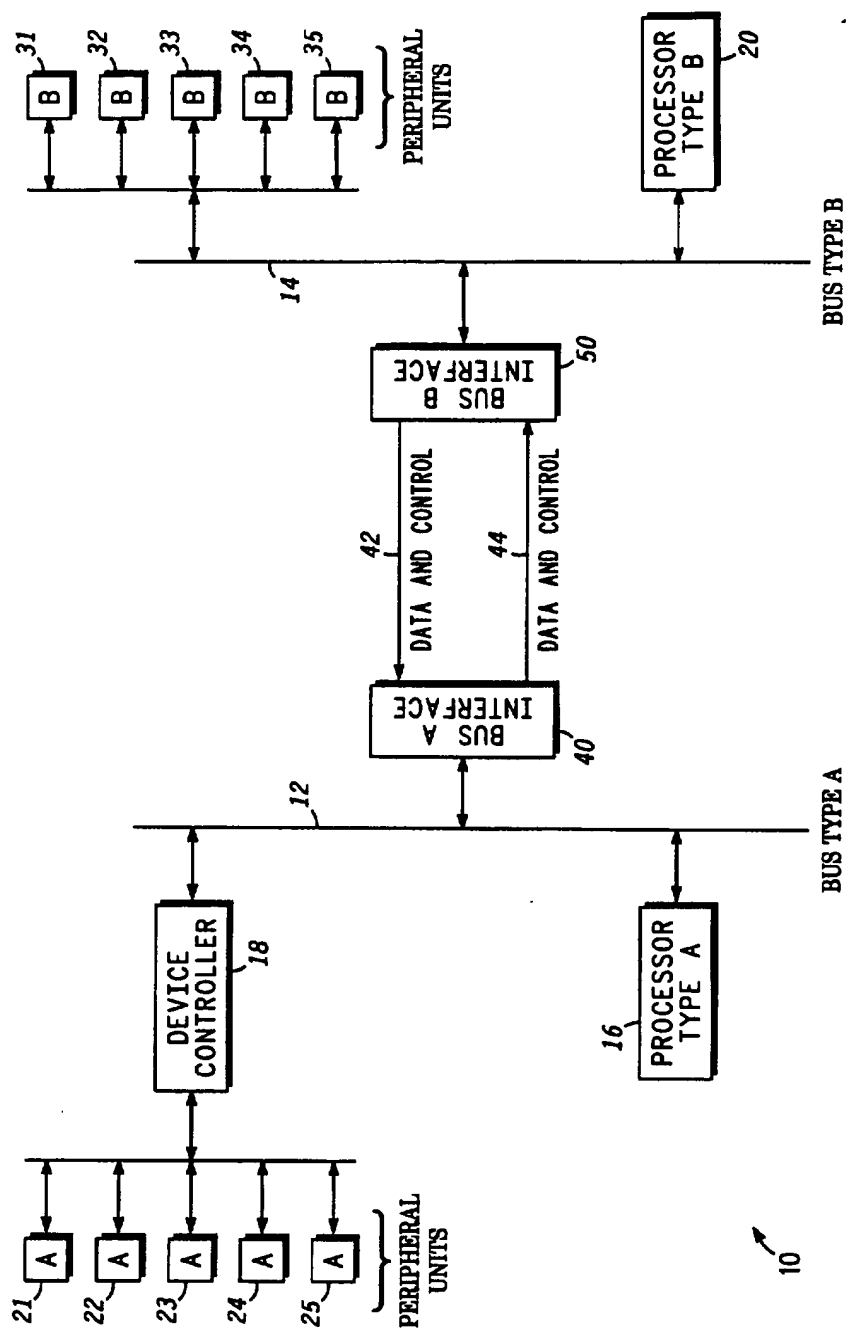 21
A
22
A
23
A
24
A
25
A
PERIPHERAL
UNITS
DEVICE
CONTROLLER
18
16
PROCESSOR
TYPE A
12
BUS TYPE A
BUS A
INTERFACE
40
42
DATA AND CONTROL
44
DATA AND CONTROL
BUS B
INTERFACE
50
14
BUS TYPE B
31
B
32
B
33
B
34
B
35
B
PERIPHERAL
UNITS
PROCESSOR
TYPE B
20
10